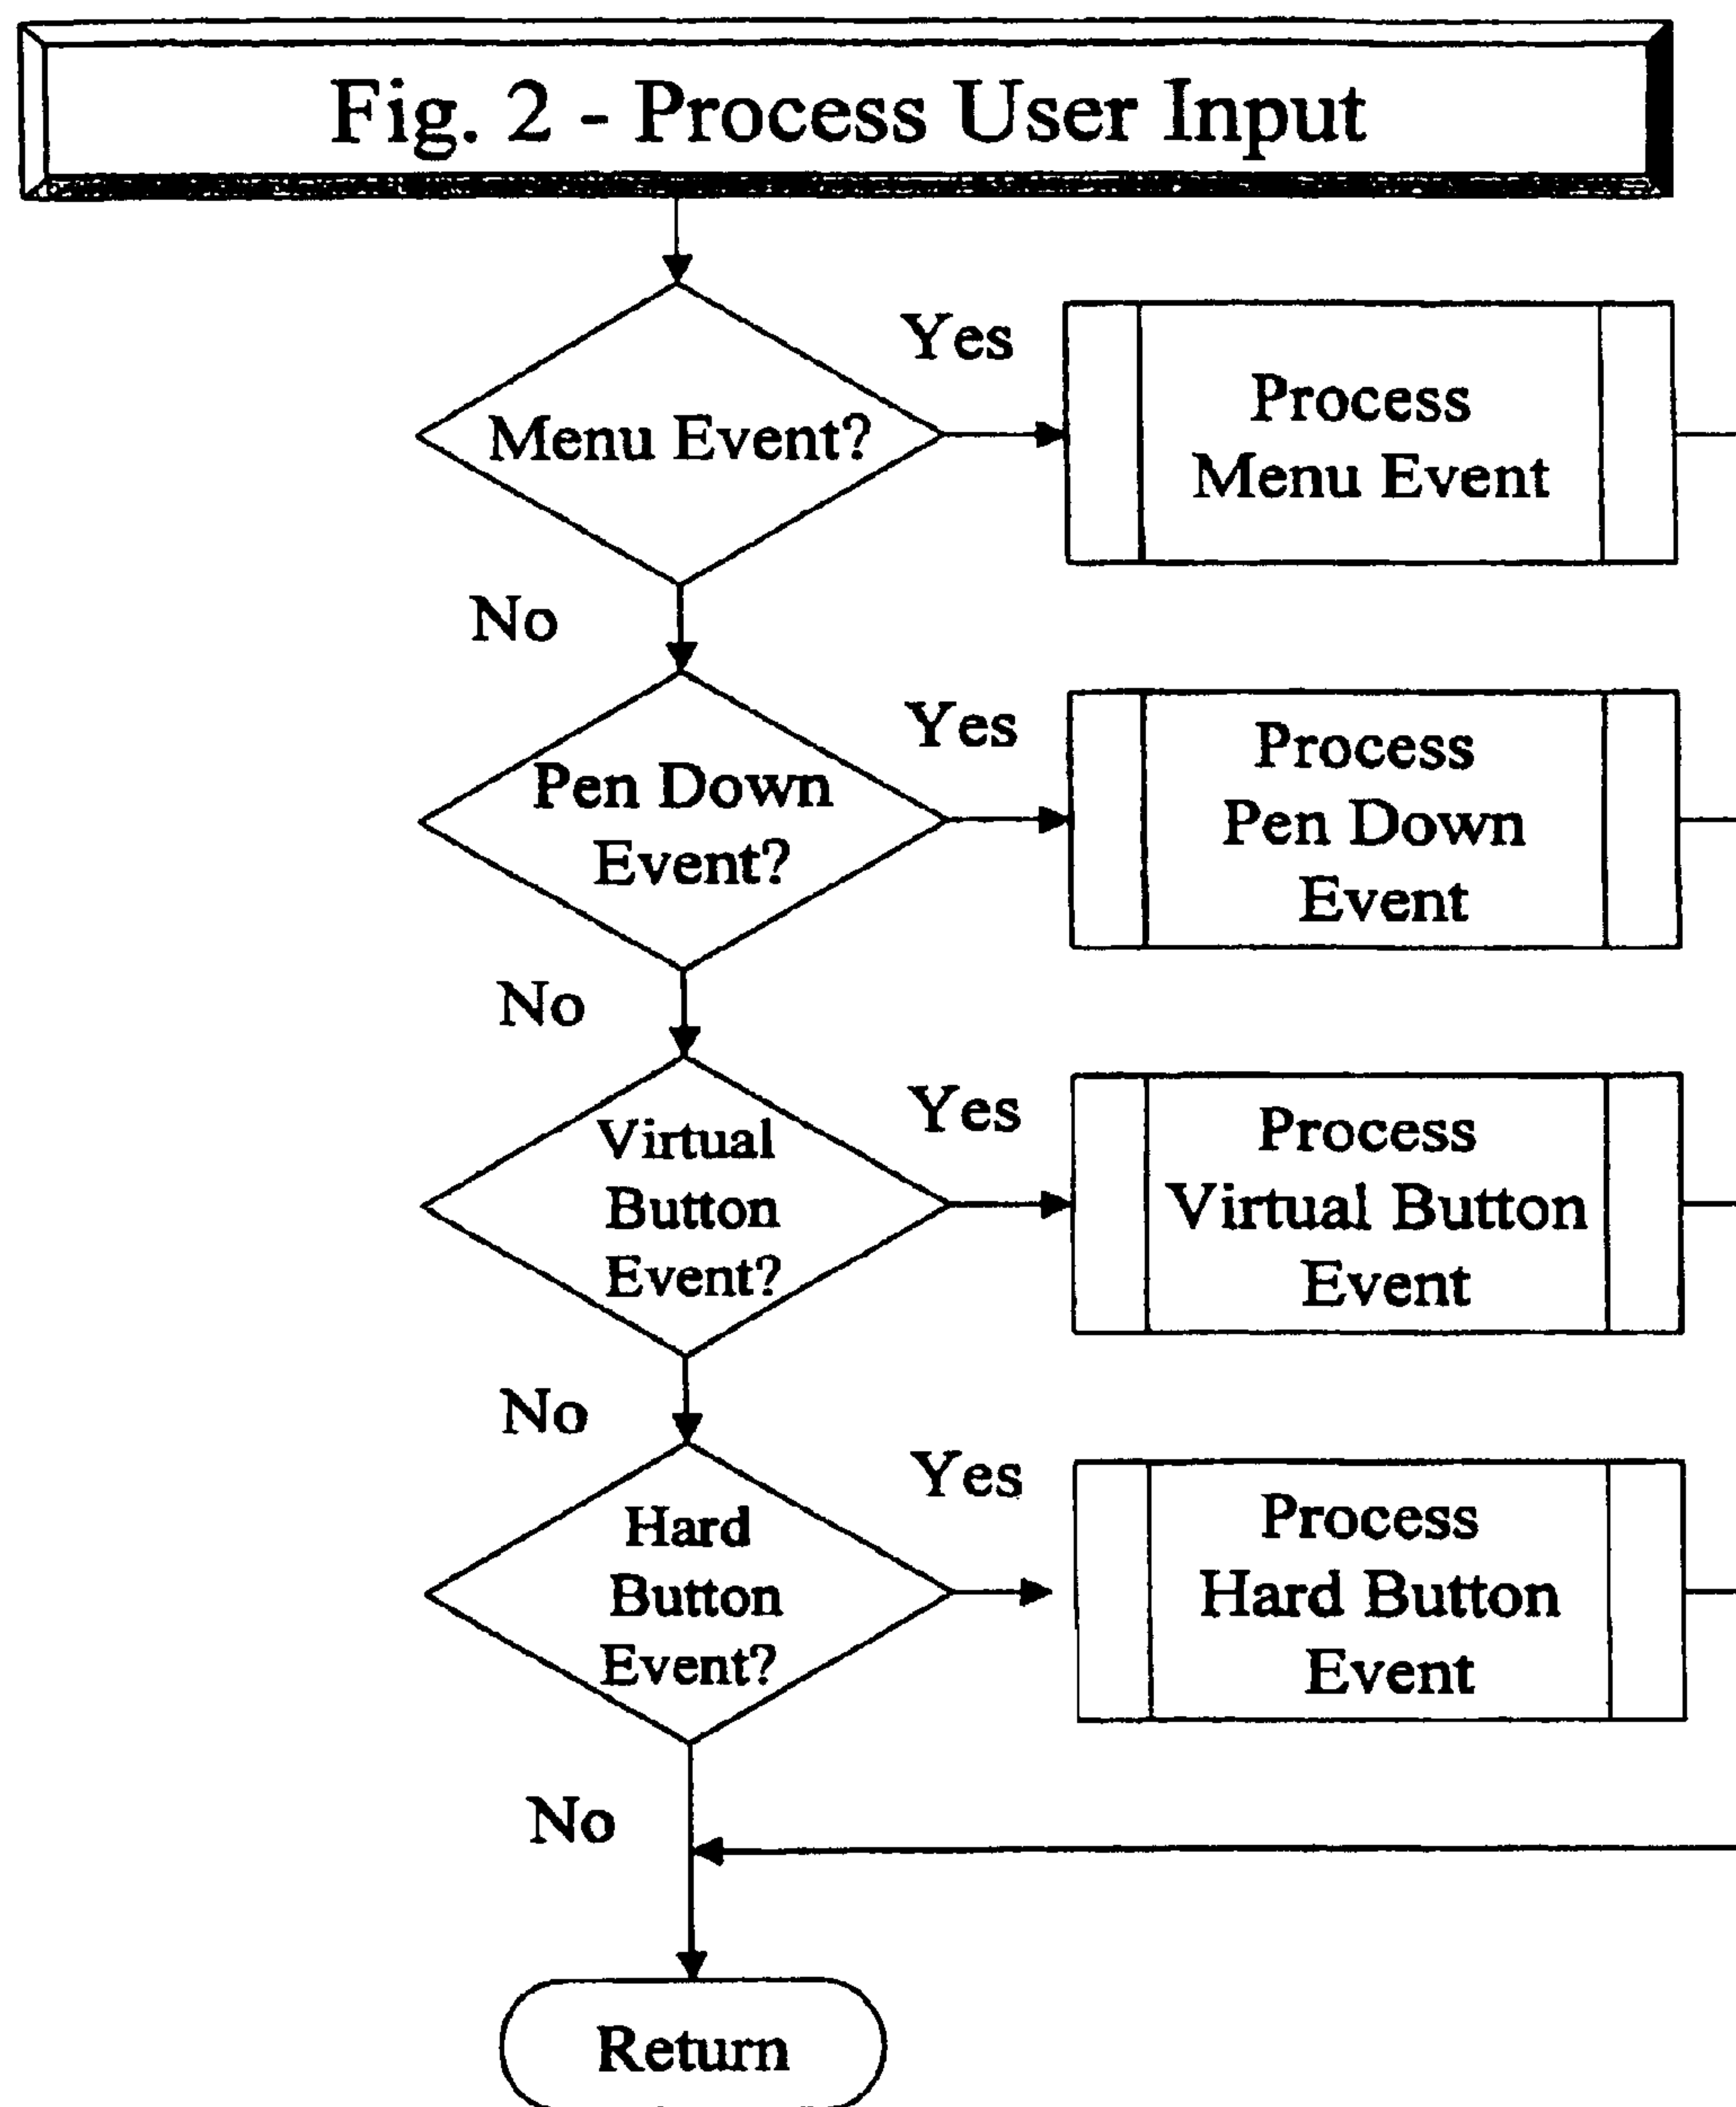 Fig. 2 - Process User Input
Menu Event?
Yes
Process
Menu Event
No
Pen Down
Event?
Yes
Process
Pen Down
Event
No
Virtual
Button
Event?
Yes
Process
Virtual Button
Event
No
Hard
Button
Event?
Yes
Process
Hard Button
Event
No
Return